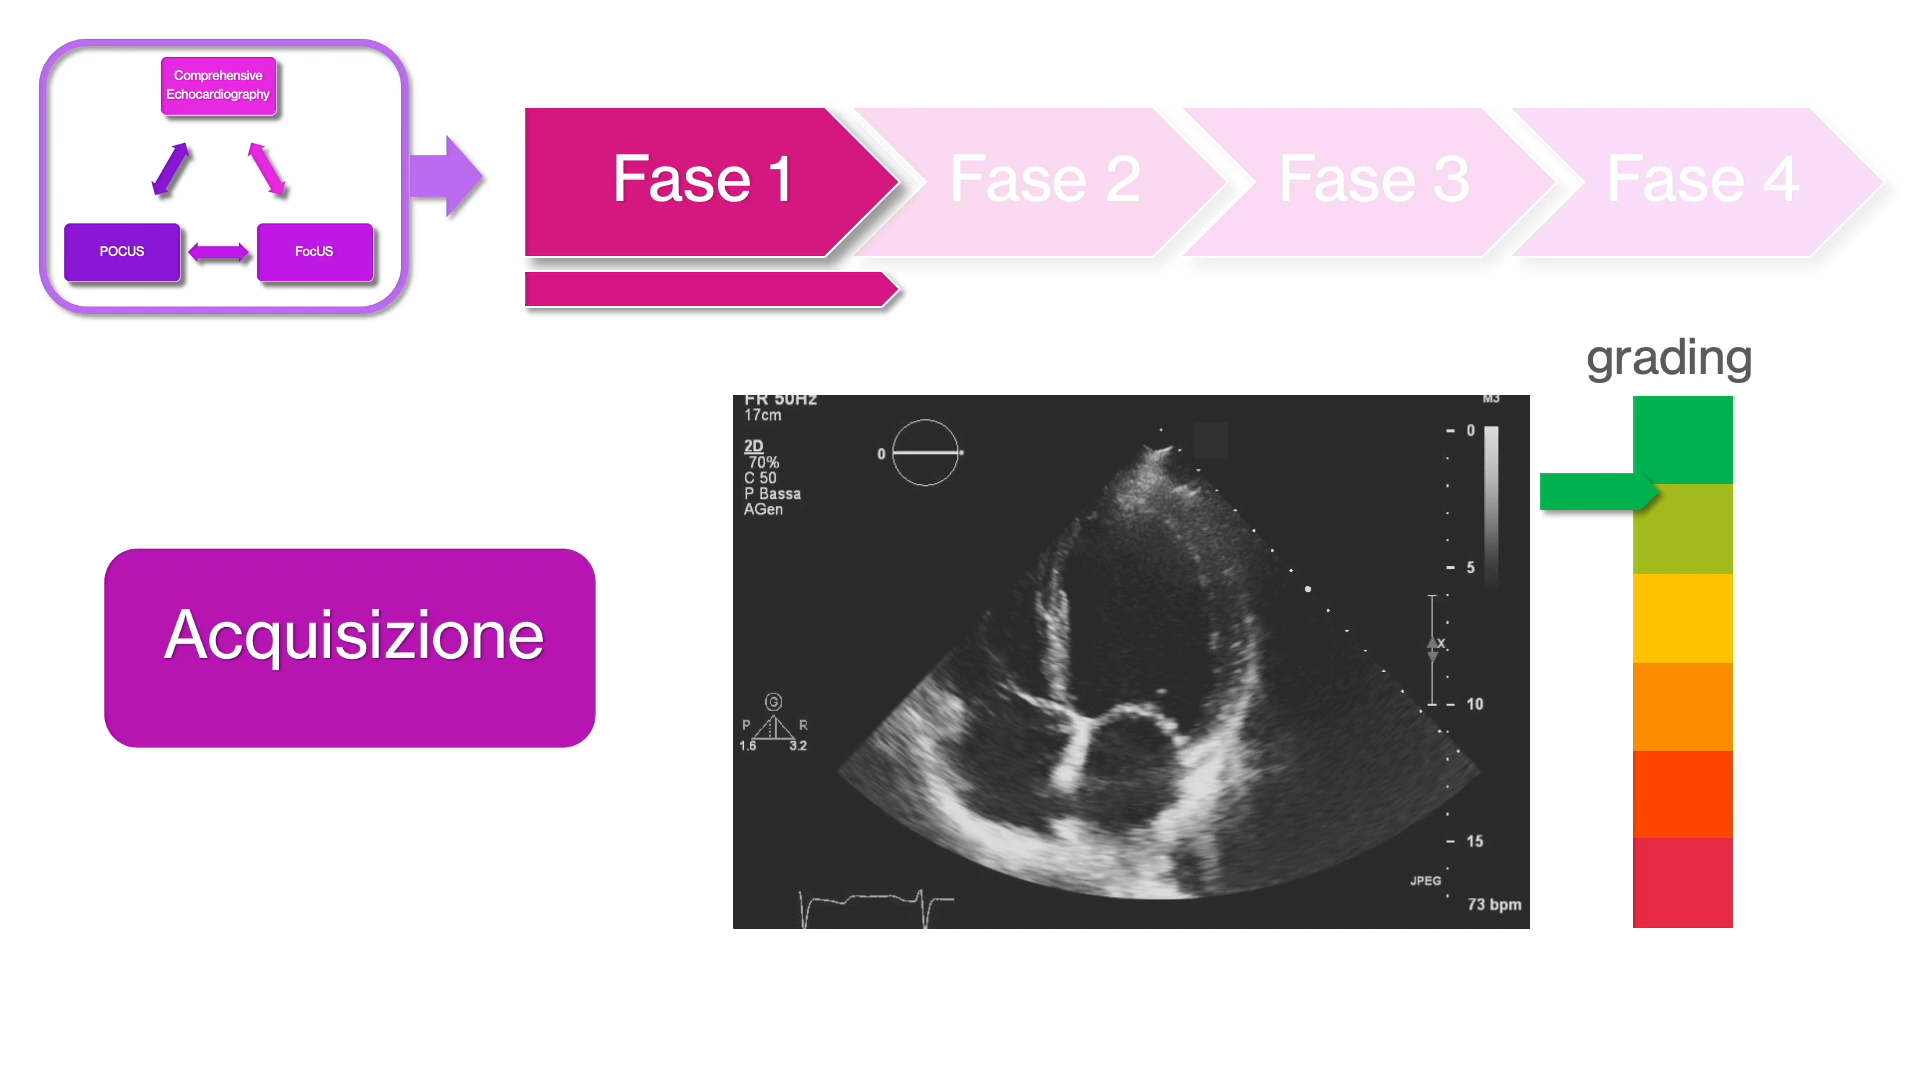 Comprehensive
Echocardiography
POCUS
FocUS
Fase 1
Fase 2
Fase 3
Fase 4
grading
Acquisizione
FR 50Hz
17cm
2D
70%
C 50
P Bassa
AGen
0
M3
0
5
X
10
15
G
P
R
1.6
3.2
JPEG
73 bpm